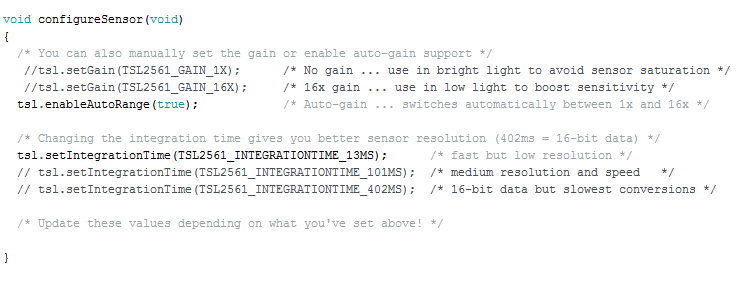 void configureSensor(void)
{
  /* You can also manually set the gain or enable auto-gain support */
   //tsl.setGain(TSL2561_GAIN_1X);      /* No gain ... use in bright light to avoid sensor saturation */
   //tsl.setGain(TSL2561_GAIN_16X);     /* 16x gain ... use in low light to boost sensitivity */
  tsl.enableAutoRange(true);            /* Auto-gain ... switches automatically between 1x and 16x */

  /* Changing the integration time gives you better sensor resolution (402ms = 16-bit data) */
  tsl.setIntegrationTime(TSL2561_INTEGRATIONTIME_13MS);      /* fast but low resolution */
  // tsl.setIntegrationTime(TSL2561_INTEGRATIONTIME_101MS);  /* medium resolution and speed   */
  // tsl.setIntegrationTime(TSL2561_INTEGRATIONTIME_402MS);  /* 16-bit data but slowest conversions */

  /* Update these values depending on what you've set above! */

}